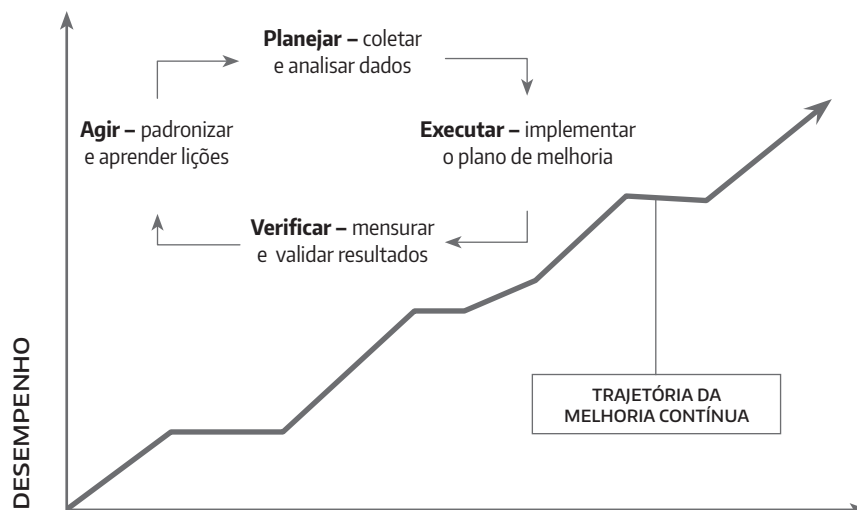 Planejar – coletar
e analisar dados
Agir – padronizar
e aprender lições
Executar – implementar
o plano de melhoria
Verificar – mensurar
e validar resultados
DESEMPENHO
TRAJETÓRIA DA
MELHORIA CONTÍNUA